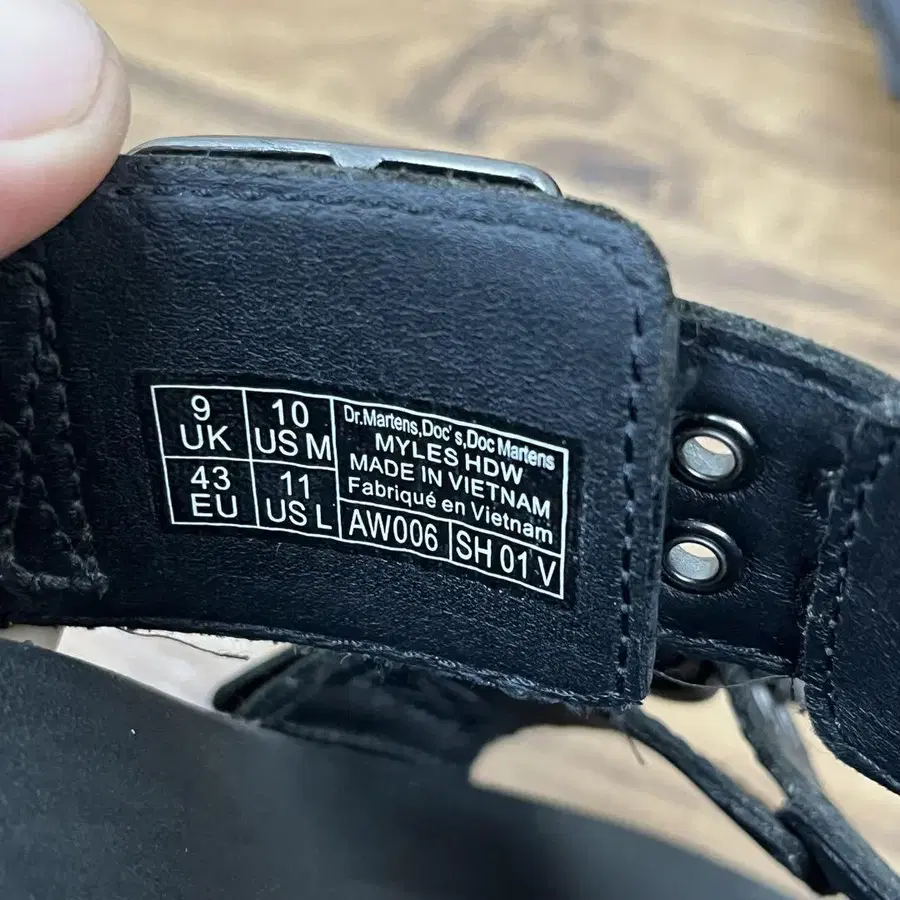 9
UK
10
US M
43
EU
11
US L
Dr.Martens,Doc's,Doc Martens
MYLES HDW
MADE IN VIETNAM
Fabriqué en Vietnam
AW006
SH 01 V